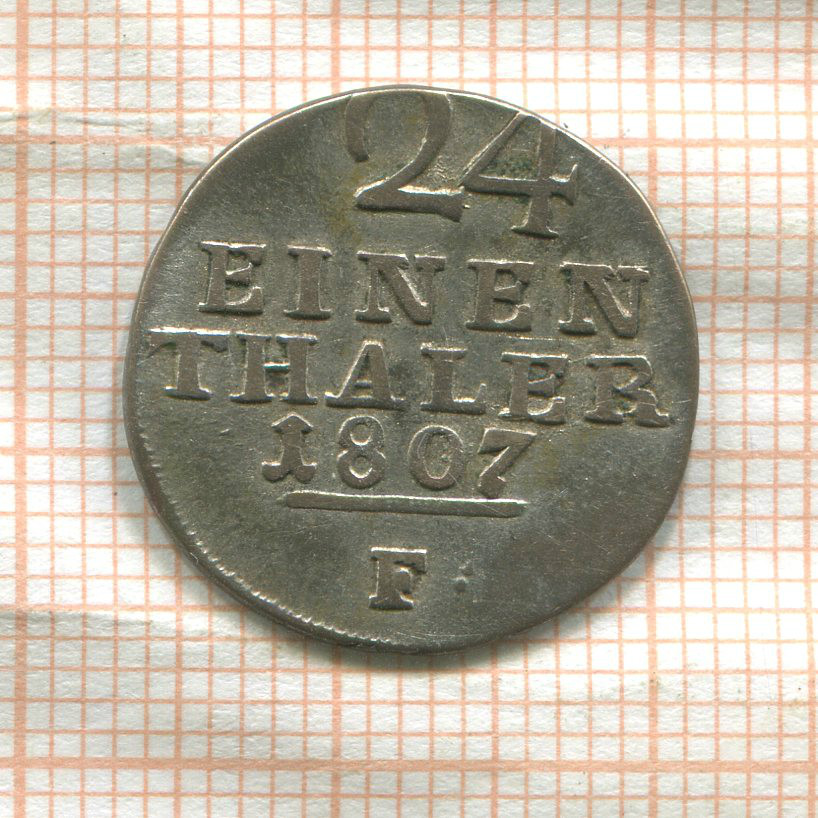 24
EINEN
THALER
1807
F